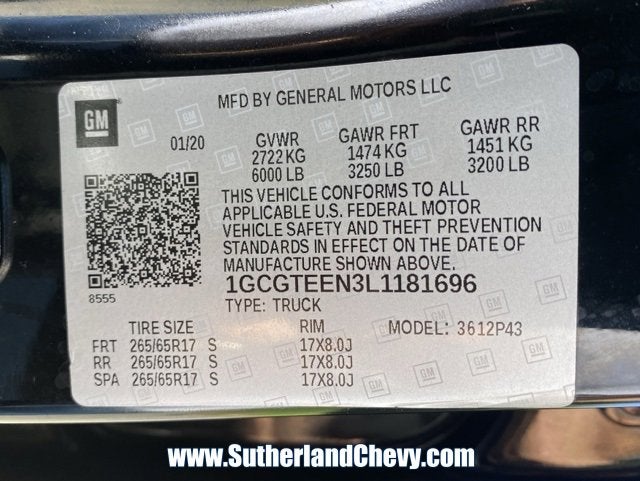 MFD BY GENERAL MOTORS LLC
GM
01/20
GVWR GAWR FRT GAWR RR
2722 KG 1474 KG 1451 KG
6000 LB 3250 LB 3200 LB
THIS VEHICLE CONFORMS TO ALL
APPLICABLE U.S. FEDERAL MOTOR
VEHICLE SAFETY AND THEFT PREVENTION
STANDARDS IN EFFECT ON THE DATE OF
MANUFACTURE SHOWN ABOVE.
8555
1GCGTEEN3L1181696
TYPE: TRUCK
TIRE SIZE RIM MODEL: 3612P43
FRT 265/65R17 S 17X8.0J
RR 265/65R17 S 17X8.0J
SPA 265/65R17 S 17X8.0J
www.SutherlandChevy.com